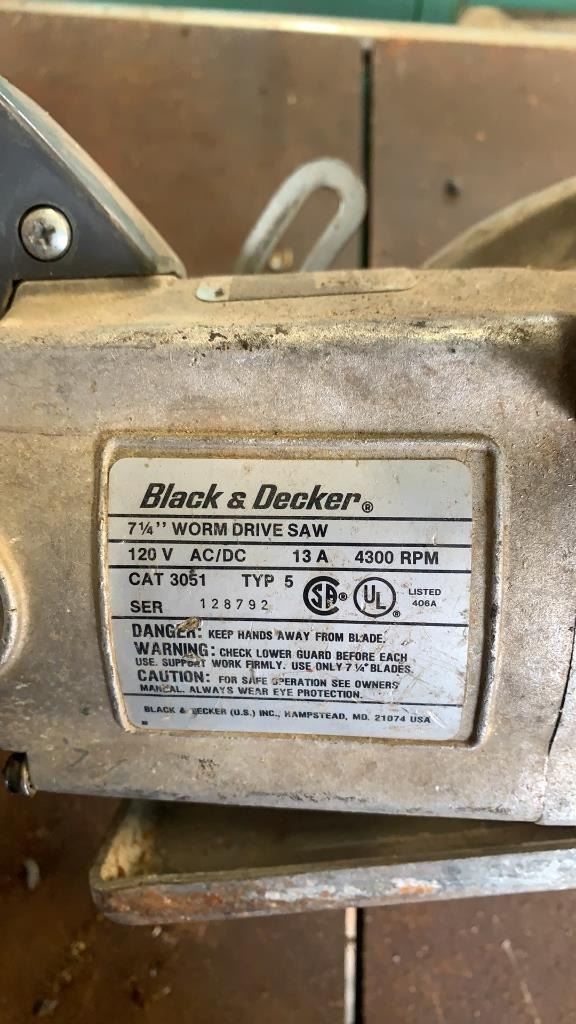 Black & Decker®
7¼'' WORM DRIVE SAW
120 V AC/DC 13 A 4300 RPM
CAT 3051 TYP 5 SA® UL® LISTED 406A
SER 128792
DANGER: KEEP HANDS AWAY FROM BLADE.
WARNING: CHECK LOWER GUARD BEFORE EACH
USE. SUPPORT WORK FIRMLY. USE ONLY 7¼" BLADES.
CAUTION: FOR SAFE OPERATION SEE OWNERS
MANUAL. ALWAYS WEAR EYE PROTECTION.
BLACK & DECKER (U.S.) INC., HAMPSTEAD, MD. 21074 USA